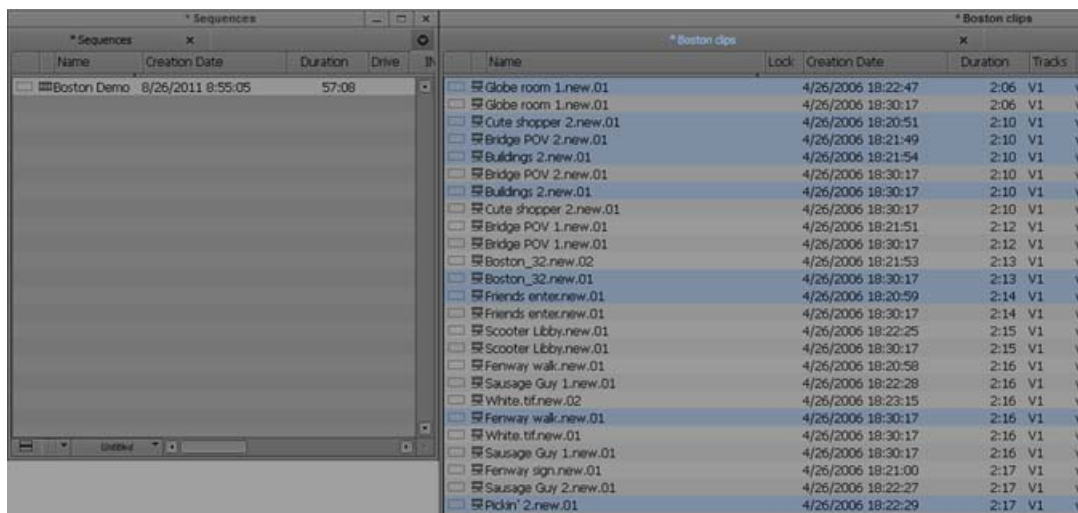 * Sequences
* Sequences
Name Creation Date Duration Drive IN
Boston Demo 8/26/2011 8:55:05 57:08
Untitled
* Boston clips
* Boston clips
Name Lock Creation Date Duration Tracks
Globe room 1.new.01 4/26/2006 18:22:47 2:06 V1
Globe room 1.new.01 4/26/2006 18:30:17 2:06 V1
Cute shopper 2.new.01 4/26/2006 18:20:51 2:10 V1
Bridge POV 2.new.01 4/26/2006 18:21:49 2:10 V1
Buildings 2.new.01 4/26/2006 18:21:54 2:10 V1
Bridge POV 2.new.01 4/26/2006 18:30:17 2:10 V1
Buildings 2.new.01 4/26/2006 18:30:17 2:10 V1
Cute shopper 2.new.01 4/26/2006 18:30:17 2:10 V1
Bridge POV 1.new.01 4/26/2006 18:21:51 2:12 V1
Bridge POV 1.new.01 4/26/2006 18:30:17 2:12 V1
Boston_32.new.02 4/26/2006 18:21:53 2:13 V1
Boston_32.new.01 4/26/2006 18:30:17 2:13 V1
Friends enter.new.01 4/26/2006 18:20:59 2:14 V1
Friends enter.new.01 4/26/2006 18:30:17 2:14 V1
Scooter Libby.new.01 4/26/2006 18:22:25 2:15 V1
Scooter Libby.new.01 4/26/2006 18:30:17 2:15 V1
Fenway walk.new.01 4/26/2006 18:20:58 2:16 V1
Sausage Guy 1.new.01 4/26/2006 18:22:28 2:16 V1
White.tif.new.02 4/26/2006 18:23:15 2:16 V1
Fenway walk.new.01 4/26/2006 18:30:17 2:16 V1
White.tif.new.01 4/26/2006 18:30:17 2:16 V1
Sausage Guy 1.new.01 4/26/2006 18:30:17 2:16 V1
Fenway sign.new.01 4/26/2006 18:21:00 2:17 V1
Sausage Guy 2.new.01 4/26/2006 18:22:27 2:17 V1
Pickin' 2.new.01 4/26/2006 18:22:29 2:17 V1